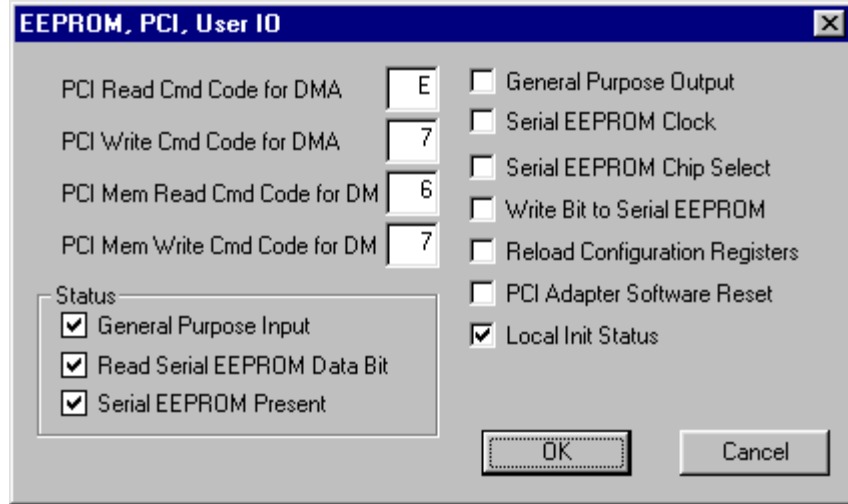 EEPROM, PCI, User IO
PCI Read Cmd Code for DMA E
PCI Write Cmd Code for DMA 7
PCI Mem Read Cmd Code for DM 6
PCI Mem Write Cmd Code for DM 7
Status
General Purpose Input
Read Serial EEPROM Data Bit
Serial EEPROM Present
General Purpose Output
Serial EEPROM Clock
Serial EEPROM Chip Select
Write Bit to Serial EEPROM
Reload Configuration Registers
PCI Adapter Software Reset
Local Init Status
OK Cancel